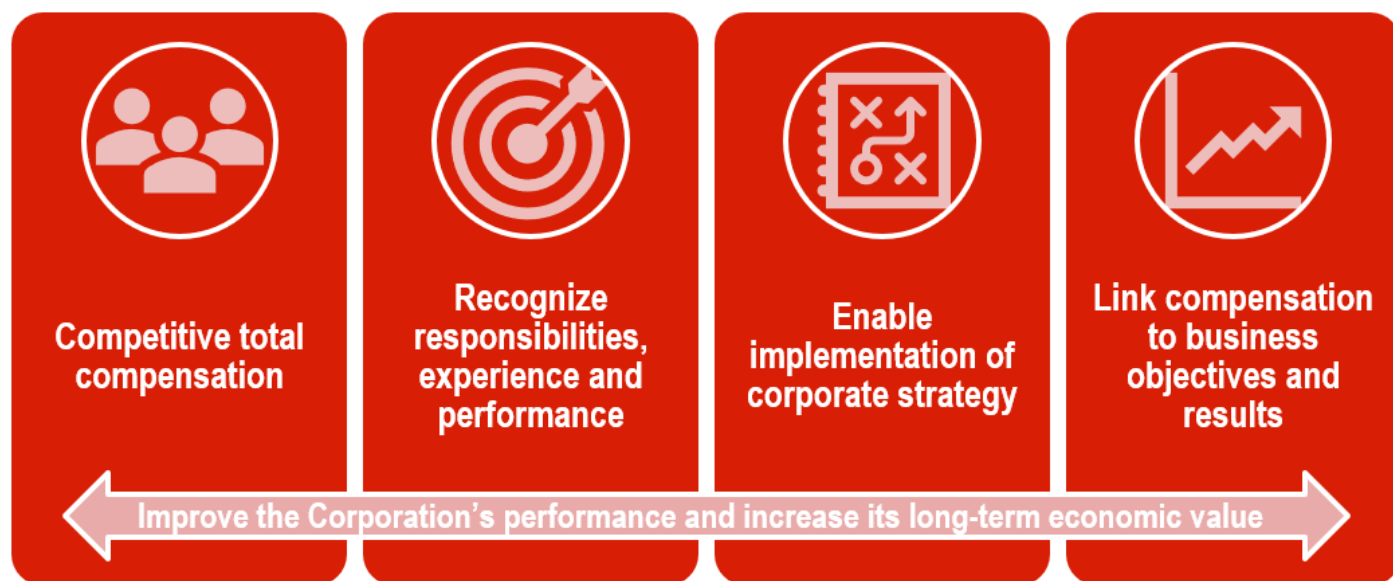 Competitive total
compensation
Recognize
responsibilities,
experience and
performance
Enable
implementation of
corporate strategy
Link compensation
to business
objectives and
results
Improve the Corporation’s performance and increase its long-term economic value